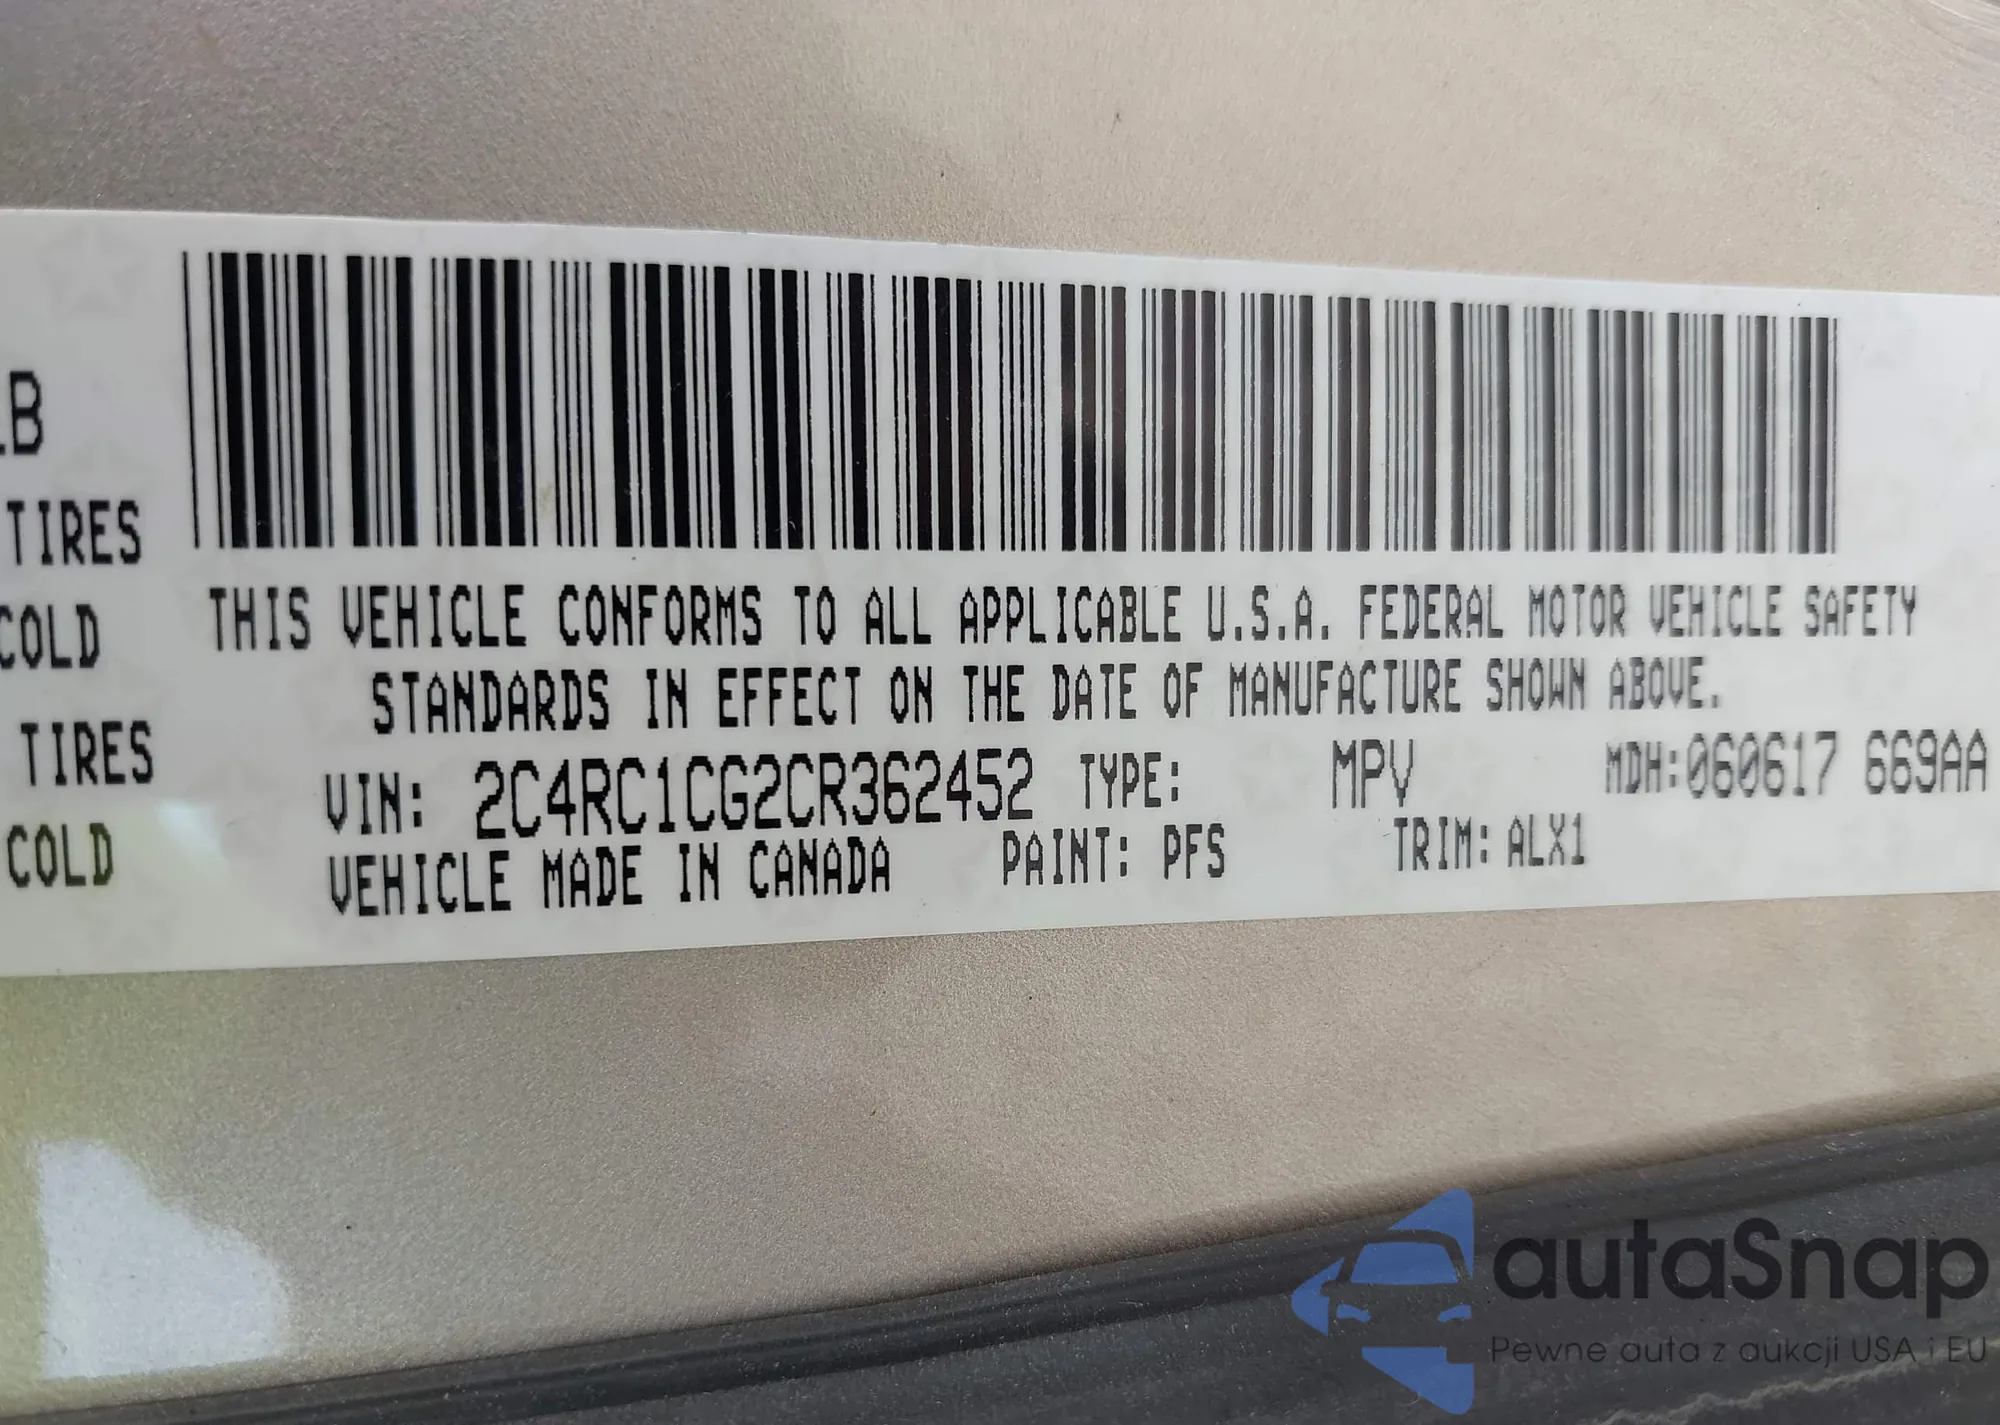 LB
TIRES
COLD
TIRES
COLD
THIS VEHICLE CONFORMS TO ALL APPLICABLE U.S.A. FEDERAL MOTOR VEHICLE SAFETY
STANDARDS IN EFFECT ON THE DATE OF MANUFACTURE SHOWN ABOVE.
VIN: 2C4RC1CG2CR362452 TYPE: MPV MDH:060617 669AA
VEHICLE MADE IN CANADA PAINT: PFS TRIM: ALX1
autaSnap
Pewne auta z aukcji USA i EU